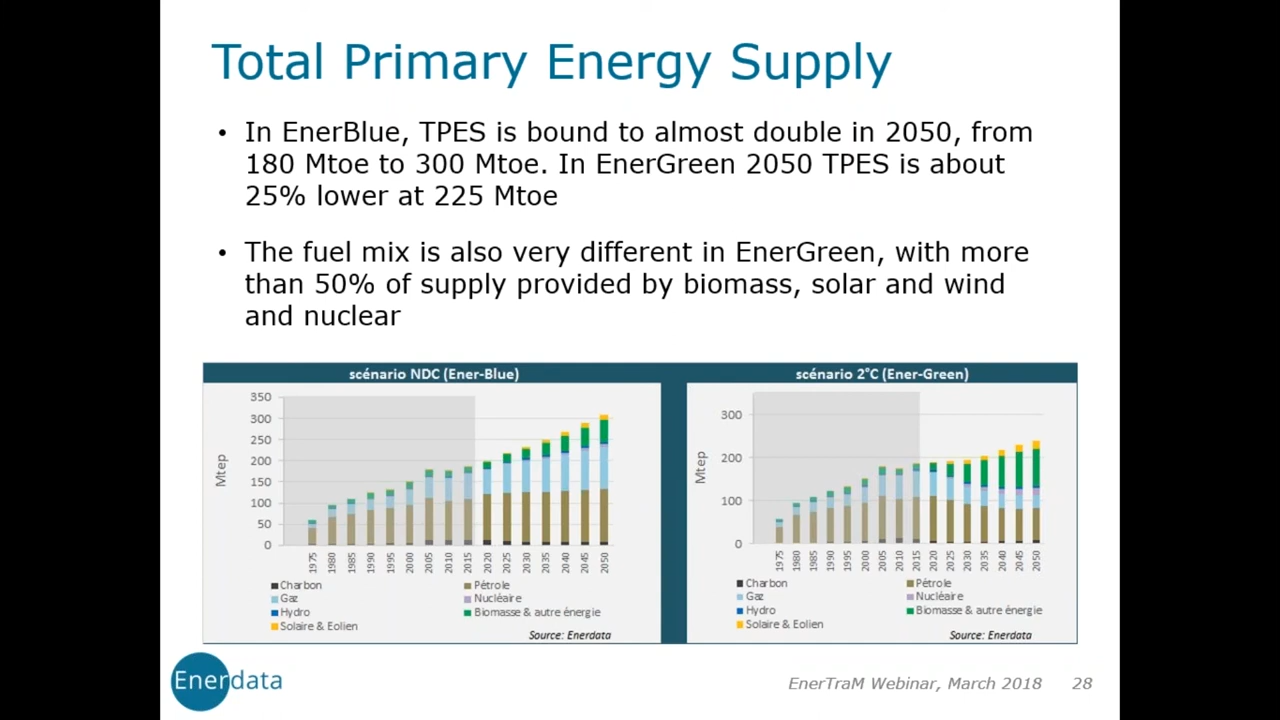 Total Primary Energy Supply
• In EnerBlue, TPES is bound to almost double in 2050, from
180 Mtoe to 300 Mtoe. In EnerGreen 2050 TPES is about
25% lower at 225 Mtoe
• The fuel mix is also very different in EnerGreen, with more
than 50% of supply provided by biomass, solar and wind
and nuclear
scénario NDC (Ener-Blue)
Mtep
350
300
250
200
150
100
50
0
1975 1980 1985 1990 1995 2000 2005 2010 2015 2020 2025 2030 2035 2040 2045 2050
Charbon Pétrole
Gaz Nucléaire
Hydro Biomasse & autre énergie
Solaire & Eolien
Source: Enerdata
scénario 2°C (Ener-Green)
Mtep
300
200
100
0
1975 1980 1985 1990 1995 2000 2005 2010 2015 2020 2025 2030 2035 2040 2045 2050
Charbon Pétrole
Gaz Nucléaire
Hydro Biomasse & autre énergie
Solaire & Eolien
Source: Enerdata
Enerdata
EnerTraM Webinar, March 2018 28